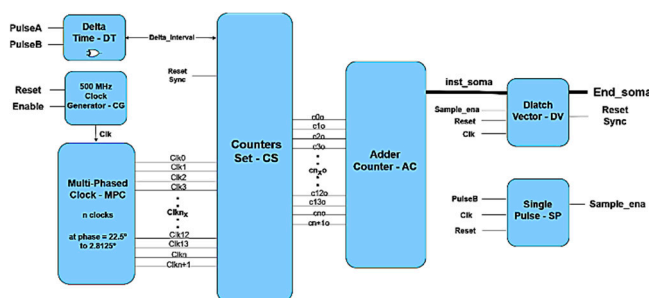 PulseA
PulseB
Delta
Time - DT
Delta_Interval
Reset
Enable
500 MHz
Clock
Generator - CG
Clk
Multi-Phased
Clock - MPC
n clocks
at phase = 22.5°
to 2.8125°
Reset
Sync
Clk0
Clk1
Clk2
Clk3
Clkn_x
Clk12
Clk13
Clkn
Clkn+1
Counters
Set - CS
c0o
c1o
c2o
c3o
cn_xo
c12o
c13o
cno
cn+1o
Adder
Counter - AC
inst_soma
Sample_ena
Reset
Clk
Dlatch
Vector - DV
End_soma
Reset
Sync
PulseB
Clk
Reset
Single
Pulse - SP
Sample_ena